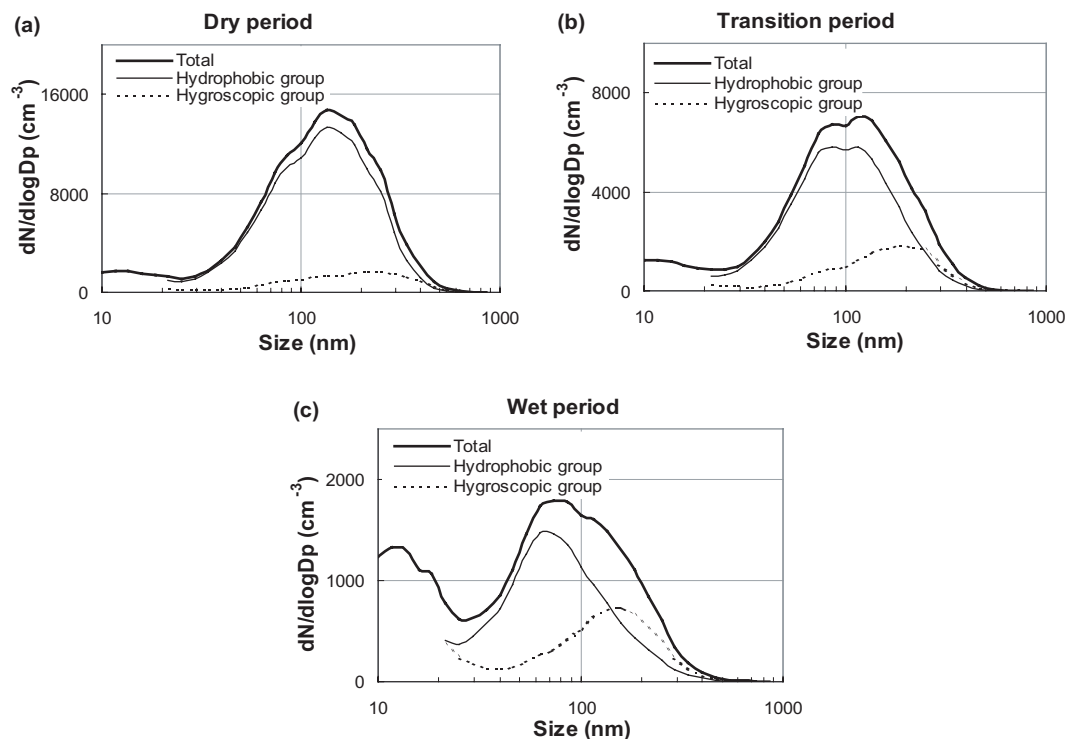 (a)
Dry period
Total
Hydrophobic group
Hygroscopic group
dN/dlogDp (cm-3)
16000
8000
0
10
100
1000
Size (nm)
(b)
Transition period
Total
Hydrophobic group
Hygroscopic group
dN/dlogDp (cm-3)
8000
4000
0
10
100
1000
Size (nm)
(c)
Wet period
Total
Hydrophobic group
Hygroscopic group
dN/dlogDp (cm-3)
2000
1000
0
10
100
1000
Size (nm)